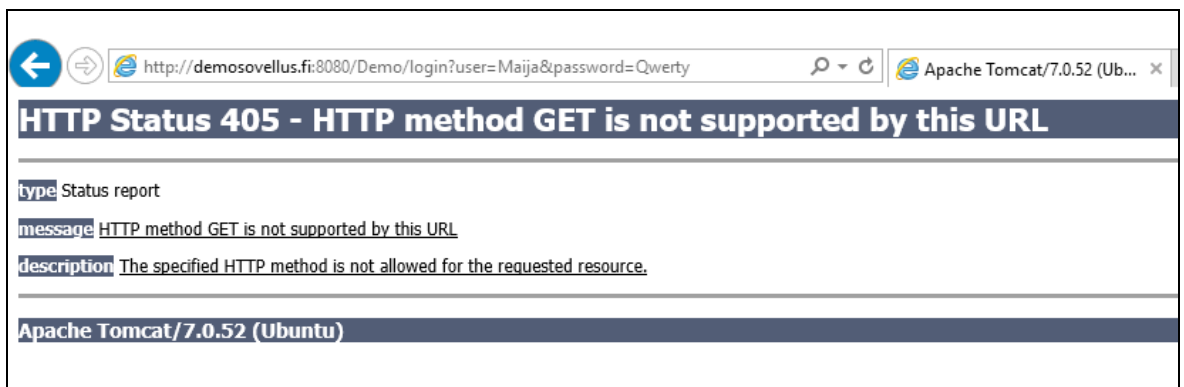 http://demosovellus.fi:8080/Demo/login?user=Maija&password=Qwerty
Apache Tomcat/7.0.52 (Ub...
HTTP Status 405 - HTTP method GET is not supported by this URL
type Status report
message HTTP method GET is not supported by this URL
description The specified HTTP method is not allowed for the requested resource.
Apache Tomcat/7.0.52 (Ubuntu)